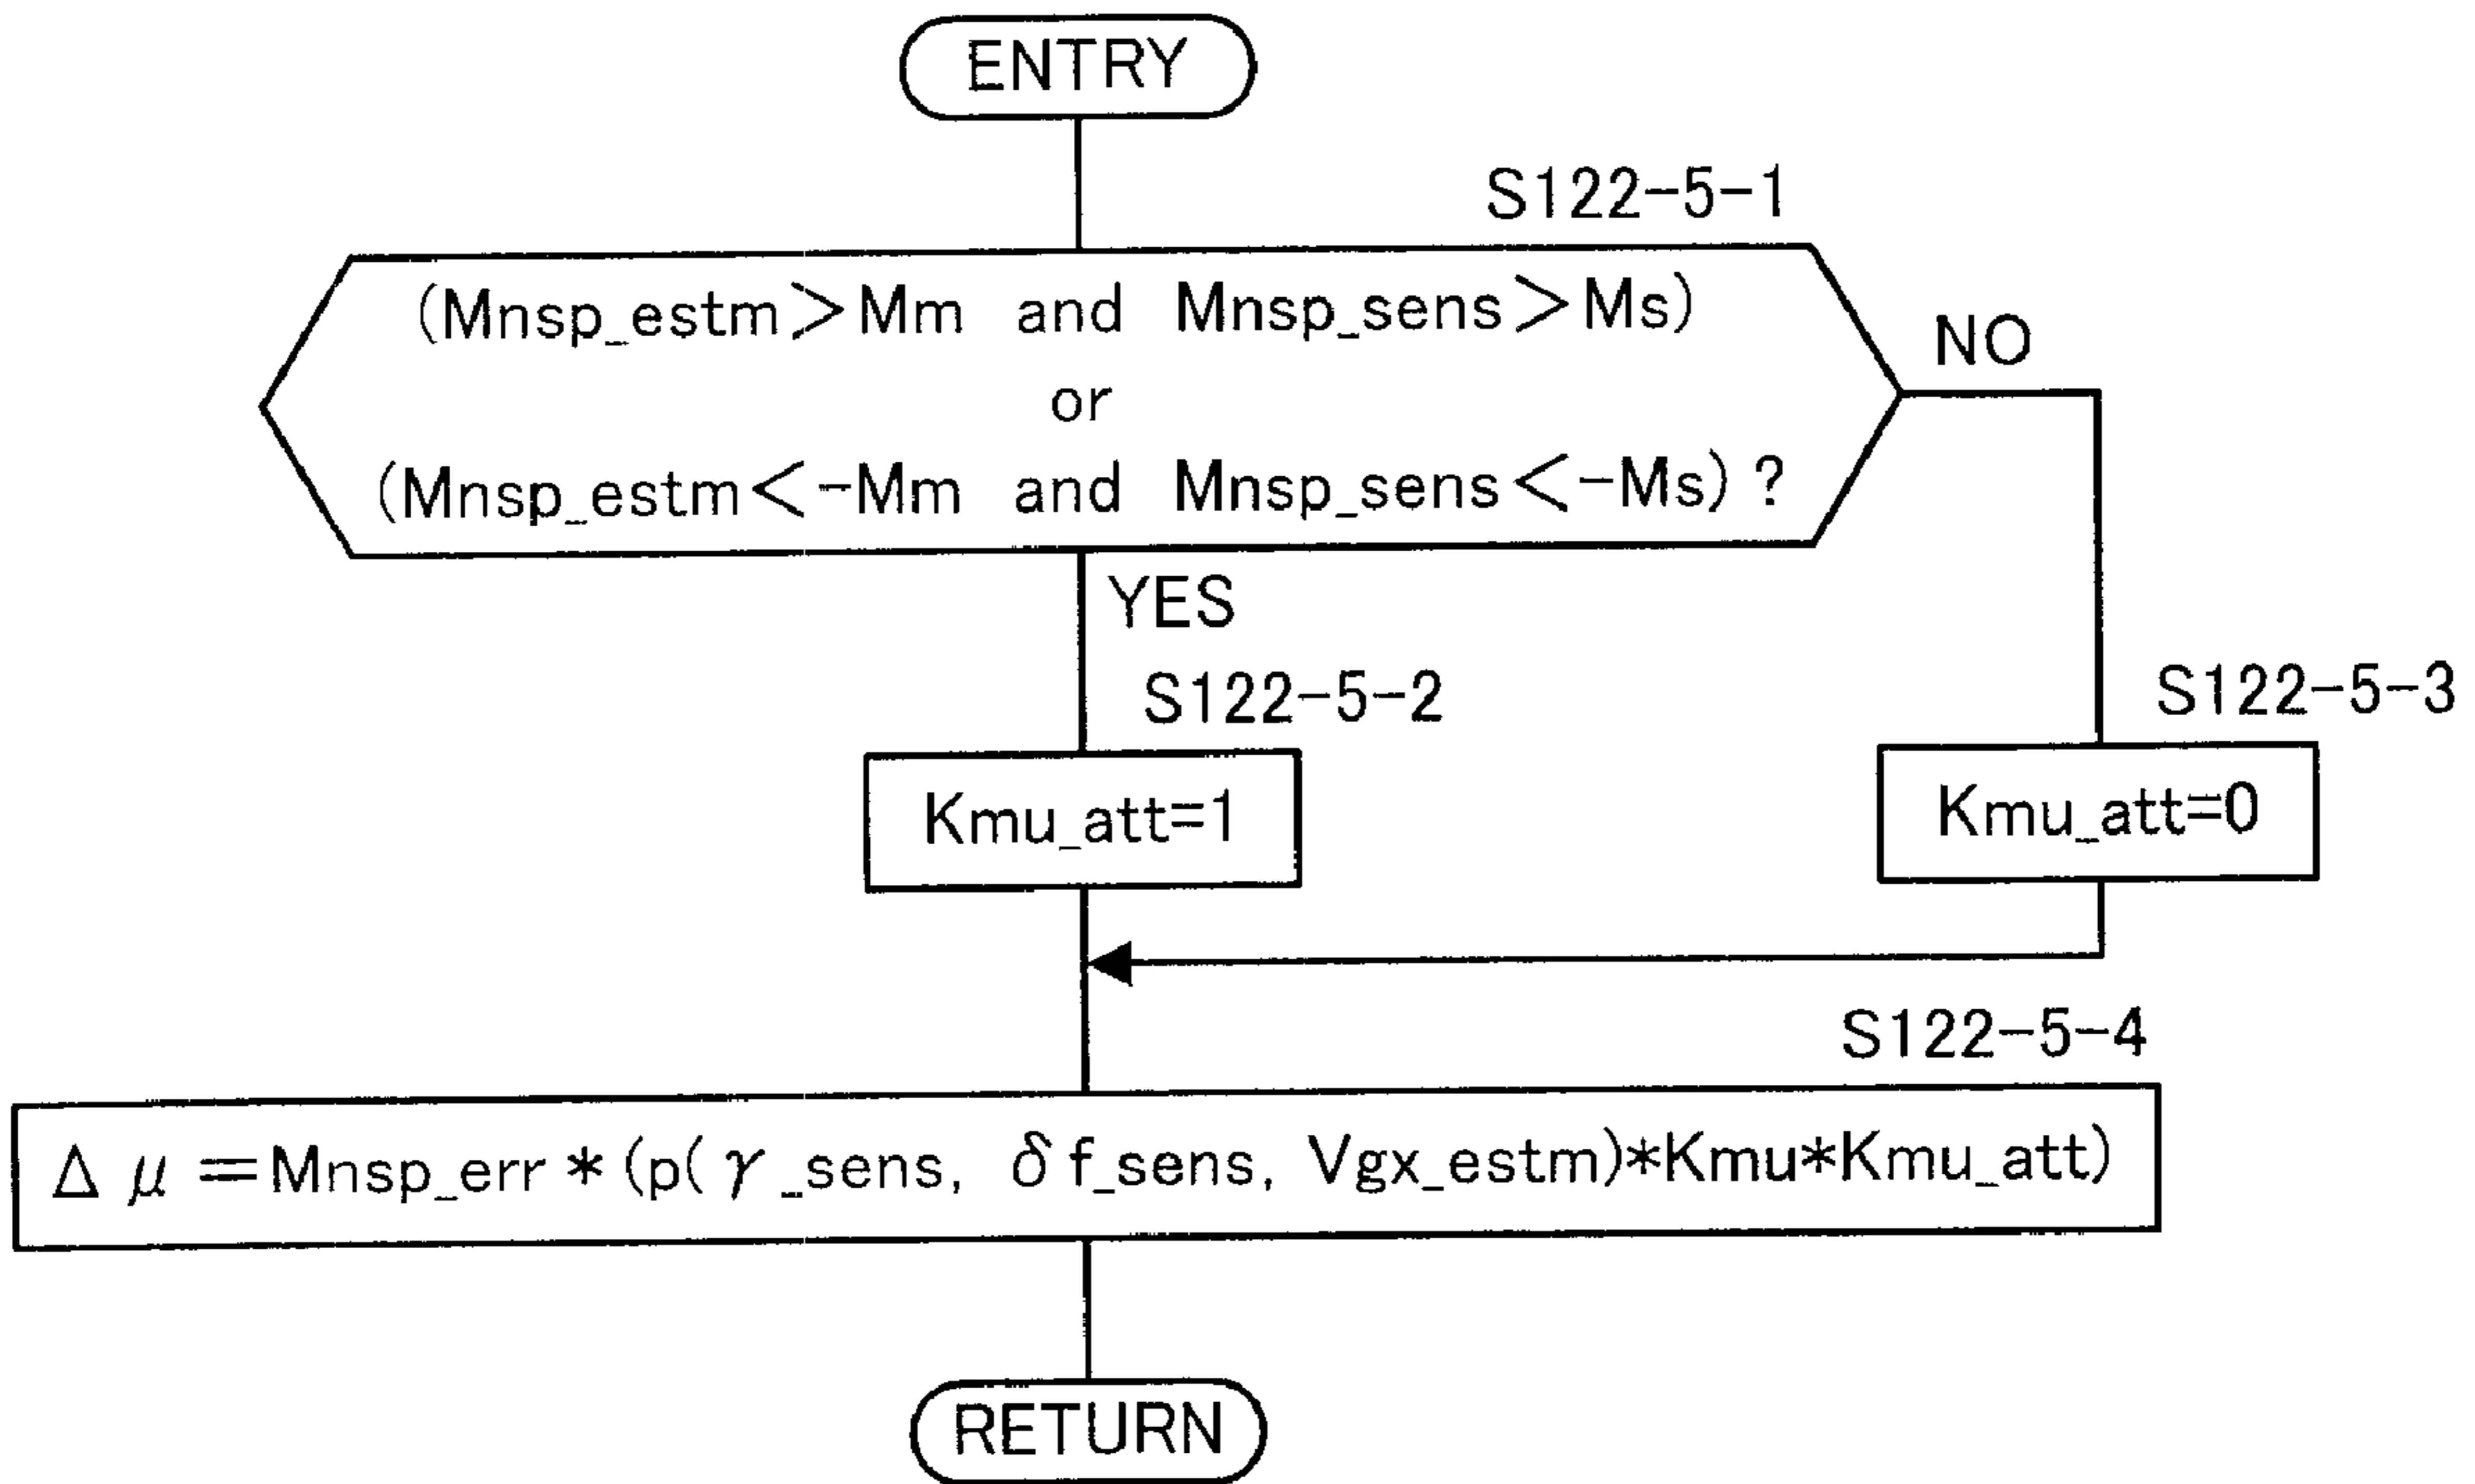 ENTRY
S122-5-1
(Mnsp_estm>Mm and Mnsp_sens>Ms)
or
(Mnsp_estm<-Mm and Mnsp_sens<-Ms)?
NO
YES
S122-5-2
S122-5-3
Kmu_att=1
Kmu_att=0
S122-5-4
Δμ=Mnsp_err*(p(γ_sens, δf_sens, Vgx_estm)*Kmu*Kmu_att)
RETURN